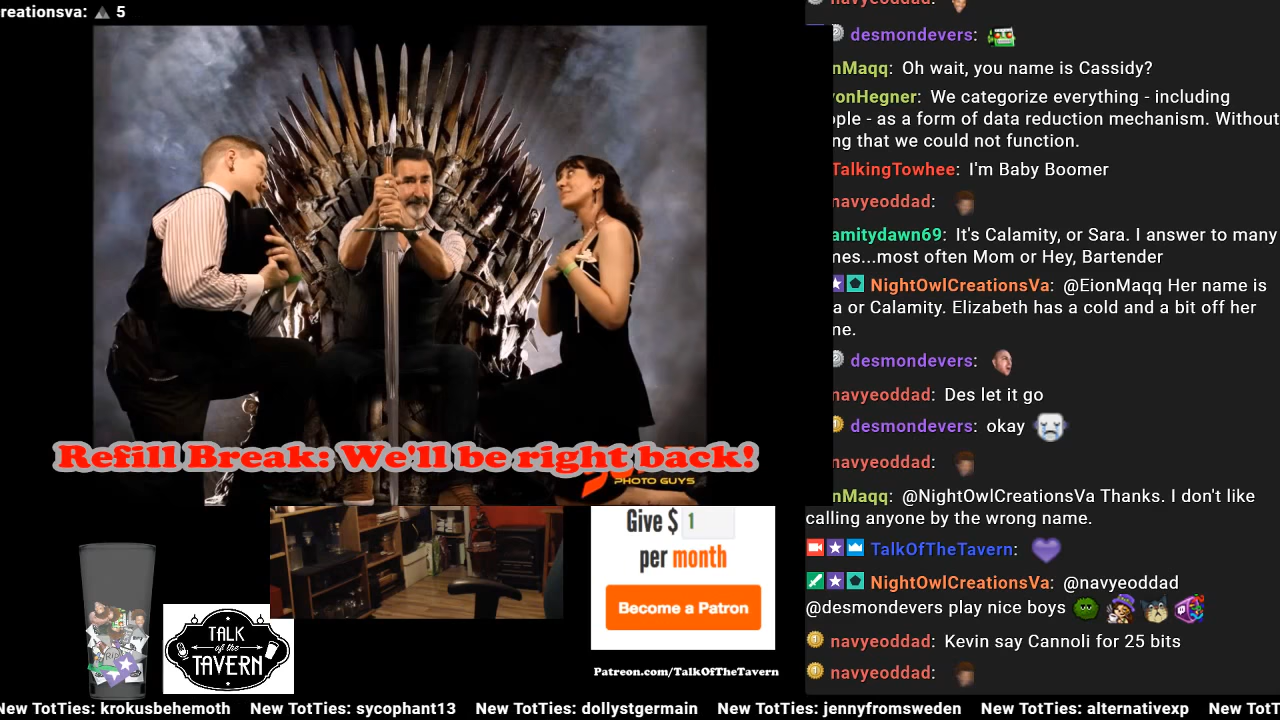 reationsva: 5
navyeoddad:
desmondevers:
nMaqq: Oh wait, you name is Cassidy?
vonHegner: We categorize everything - including
ople - as a form of data reduction mechanism. Without
ng that we could not function.
TalkingTowhee: I'm Baby Boomer
navyeoddad:
amitydawn69: It's Calamity, or Sara. I answer to many
mes...most often Mom or Hey, Bartender
NightOwlCreationsVa: @EionMaqq Her name is
a or Calamity. Elizabeth has a cold and a bit off her
me.
desmondevers:
navyeoddad: Des let it go
desmondevers: okay
navyeoddad:
nMaqq: @NightOwlCreationsVa Thanks. I don't like
calling anyone by the wrong name.
TalkOfTheTavern:
NightOwlCreationsVa: @navyeoddad
@desmondevers play nice boys
navyeoddad: Kevin say Cannoli for 25 bits
navyeoddad:
Refill Break: We'll be right back!
PHOTO GUYS
Give $ 1
per month
Become a Patron
Patreon.com/TalkOfTheTavern
TALK
of the
TAVERN
New TotTies: krokusbehemoth New TotTies: sycophant13 New TotTies: dollystgermain New TotTies: jennyfromsweden New TotTies: alternativexp New T